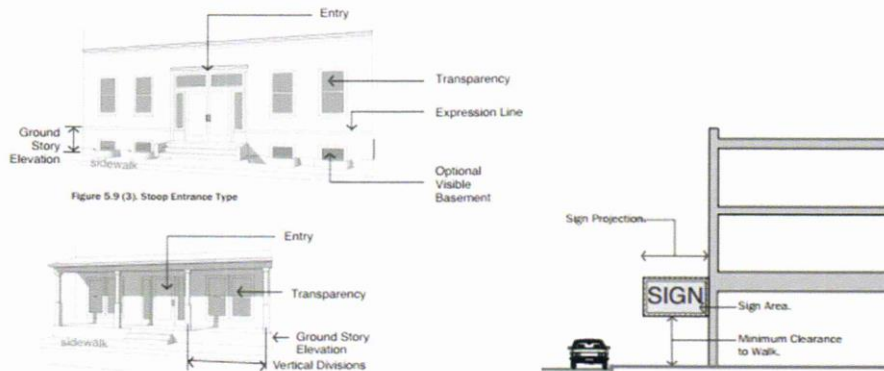 Entry
Transparency
Expression Line
Ground
Story
Elevation
sidewalk
Optional
Visible
Basement
Figure 5.9 (3). Stoop Entrance Type
Entry
Transparency
Ground Story
Elevation
sidewalk
Vertical Divisions
Sign Projection.
SIGN
Sign Area.
Minimum Clearance
to Walk.